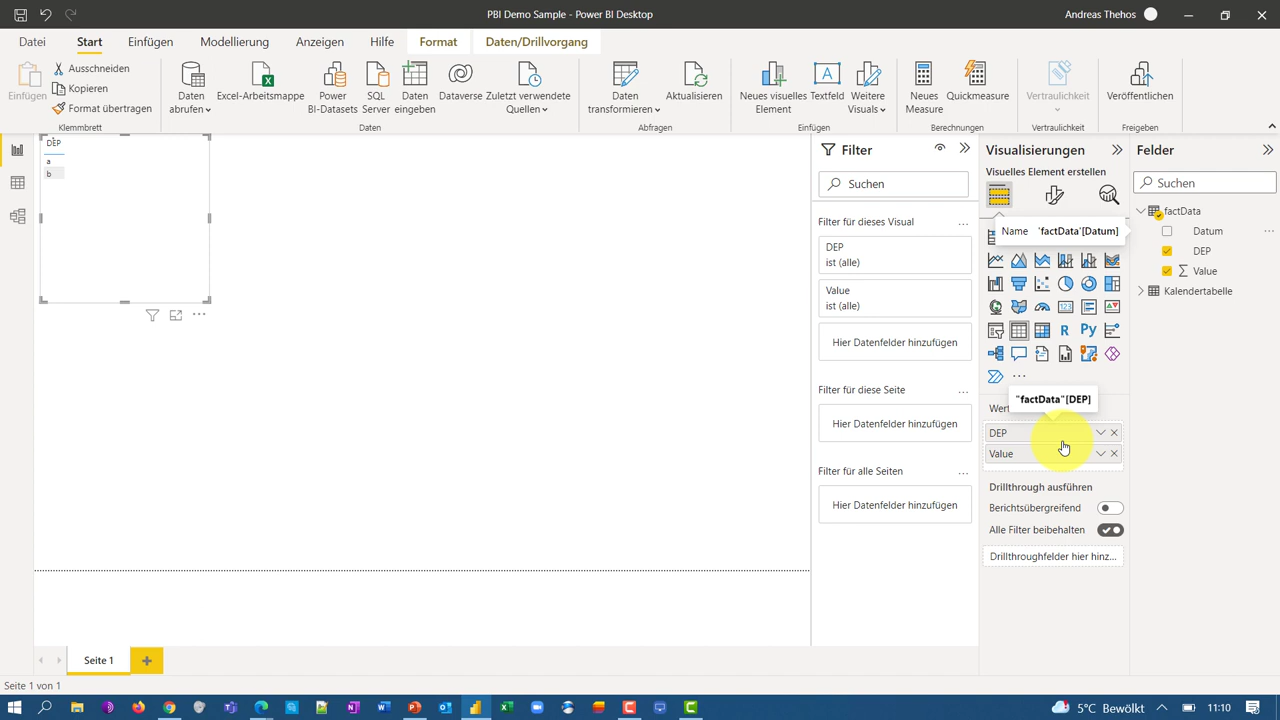 PBI Demo Sample - Power BI Desktop
Andreas Thehos
Datei
Start
Einfügen
Modellierung
Anzeigen
Hilfe
Format
Daten/Drillvorgang
Einfügen
Ausschneiden
Kopieren
Format übertragen
Klemmbrett
Daten
abrufen
Excel-Arbeitsmappe
Power
BI-Datasets
SQL
Server
Daten
eingeben
Dataverse
Zuletzt verwendete
Quellen
Daten
Daten
transformieren
Aktualisieren
Abfragen
Neues visuelles
Element
Textfeld
Weitere
Visuals
Einfügen
Neues
Measure
Quickmeasure
Berechnungen
Vertraulichkeit
Vertraulichkeit
Veröffentlichen
Freigeben
DEP
a
b
Filter
Suchen
Filter für dieses Visual
DEP
ist (alle)
Value
ist (alle)
Hier Datenfelder hinzufügen
Filter für diese Seite
Hier Datenfelder hinzufügen
Filter für alle Seiten
Hier Datenfelder hinzufügen
Visualisierungen
Visuelles Element erstellen
Name 'factData'[Datum]
R
Py
"factData"[DEP]
Wert
DEP
Value
Drillthrough ausführen
Berichtsübergreifend
Alle Filter beibehalten
Drillthroughfelder hier hinz...
Felder
Suchen
factData
Datum
DEP
Σ Value
Kalendertabelle
Seite 1
Seite 1 von 1
5°C Bewölkt
11:10